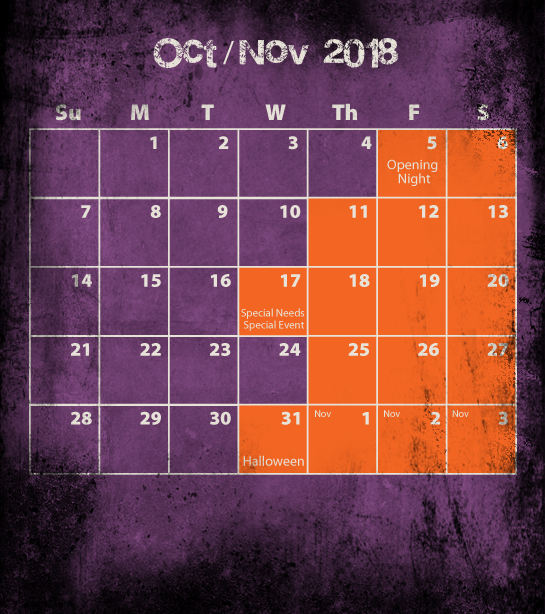 Oct/Nov 2018
Su M T W Th F S
1 2 3 4 5 6
Opening
Night
7 8 9 10 11 12 13
14 15 16 17 18 19 20
Special Needs
Special Event
21 22 23 24 25 26 27
28 29 30 31 Nov 1 Nov 2 Nov 3
Halloween